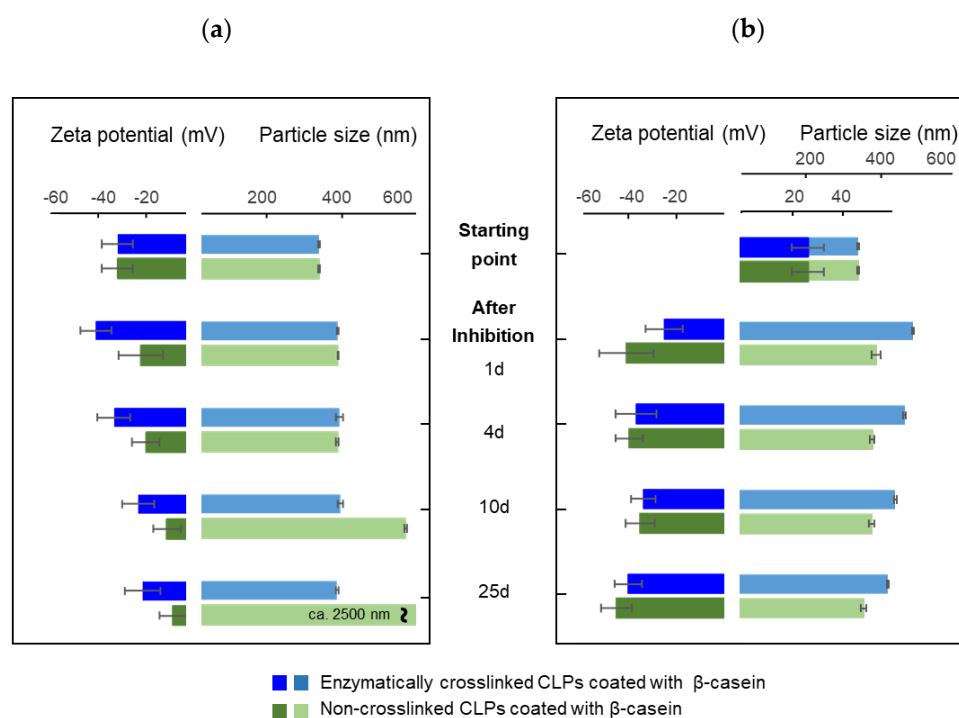 (a)
(b)
Zeta potential (mV) Particle size (nm)
-60 -40 -20 200 400 600
Zeta potential (mV) Particle size (nm)
200 400 600
-60 -40 -20 20 40
Starting
point
After
Inhibition
1d
4d
10d
25d
ca. 2500 nm
Enzymatically crosslinked CLPs coated with β-casein
Non-crosslinked CLPs coated with β-casein